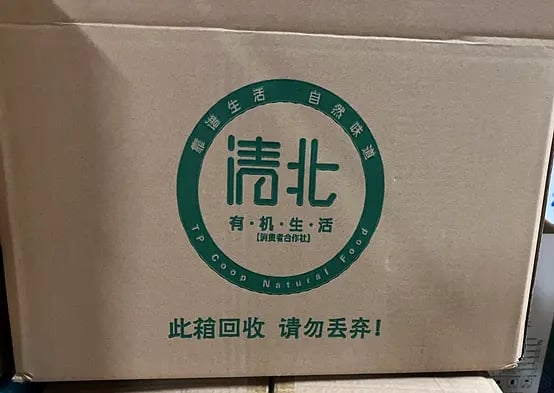 靠谱生活 自然味道
清北
有·机·生·活
【消费者合作社】
TP Coop Natural Food
此箱回收 请勿丢弃!